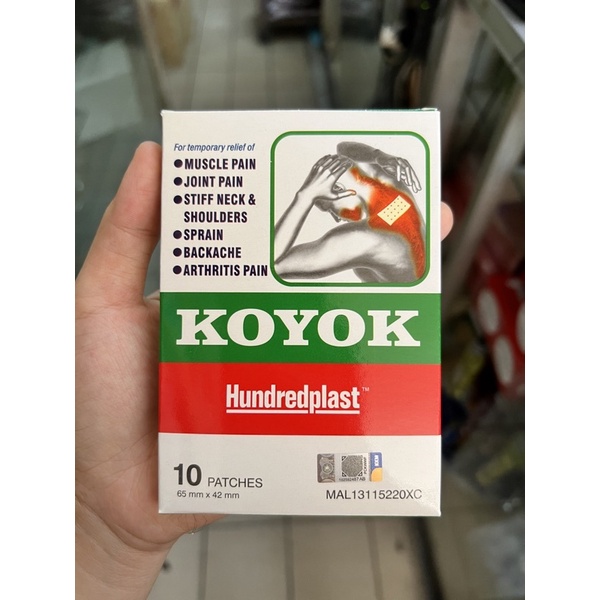 For temporary relief of
●MUSCLE PAIN
●JOINT PAIN
●STIFF NECK &
SHOULDERS
●SPRAIN
●BACKACHE
●ARTHRITIS PAIN
KOYOK
Hundredplast™
10 PATCHES
65 mm x 42 mm
MAL13115220XC